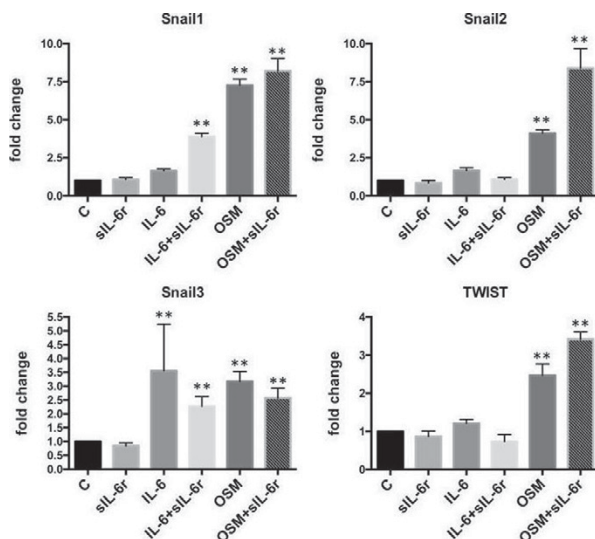 Snail1
fold change
10.0
7.5
5.0
2.5
0.0
**
**
**
C
sIL-6r
IL-6
IL-6+sIL-6r
OSM
OSM+sIL-6r
Snail2
fold change
10.0
7.5
5.0
2.5
0.0
**
**
C
sIL-6r
IL-6
IL-6+sIL-6r
OSM
OSM+sIL-6r
Snail3
fold change
5.5
5.0
4.5
4.0
3.5
3.0
2.5
2.0
1.5
1.0
0.5
0.0
**
**
**
**
C
sIL-6r
IL-6
IL-6+sIL-6r
OSM
OSM+sIL-6r
TWIST
fold change
4
3
2
1
0
**
**
C
sIL-6r
IL-6
IL-6+sIL-6r
OSM
OSM+sIL-6r